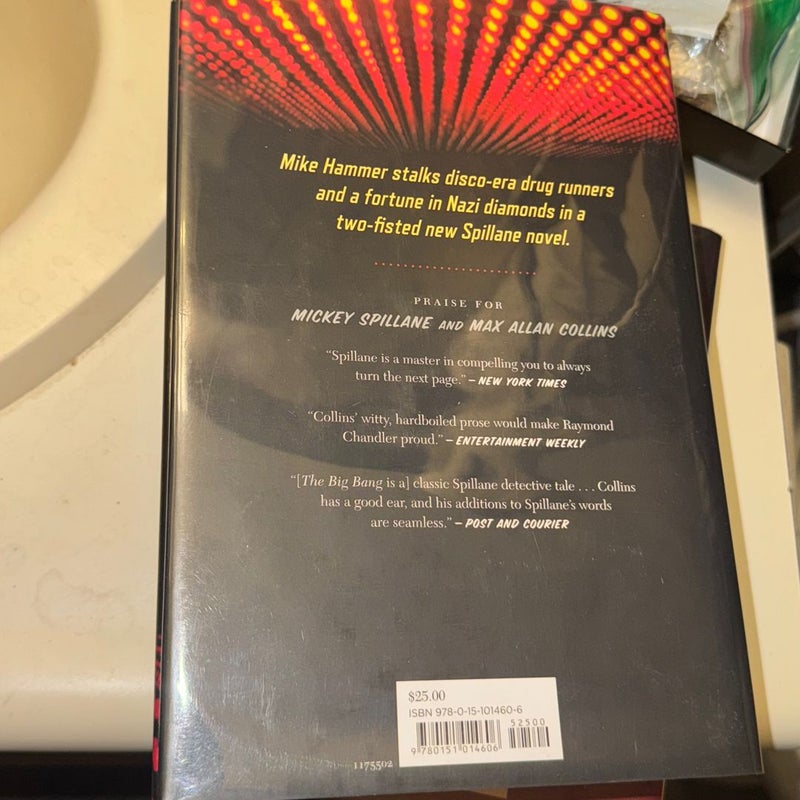 Mike Hammer stalks disco-era drug runners
and a fortune in Nazi diamonds in a
two-fisted new Spillane novel.
PRAISE FOR
MICKEY SPILLANE AND MAX ALLAN COLLINS
“Spillane is a master in compelling you to always
turn the next page.” – NEW YORK TIMES
“Collins’ witty, hardboiled prose would make Raymond
Chandler proud.” – ENTERTAINMENT WEEKLY
“[The Big Bang is a] classic Spillane detective tale . . . Collins
has a good ear, and his additions to Spillane’s words
are seamless.” – POST AND COURIER
$25.00
ISBN 978-0-15-101460-6
52500
9 780151 014606
1175502